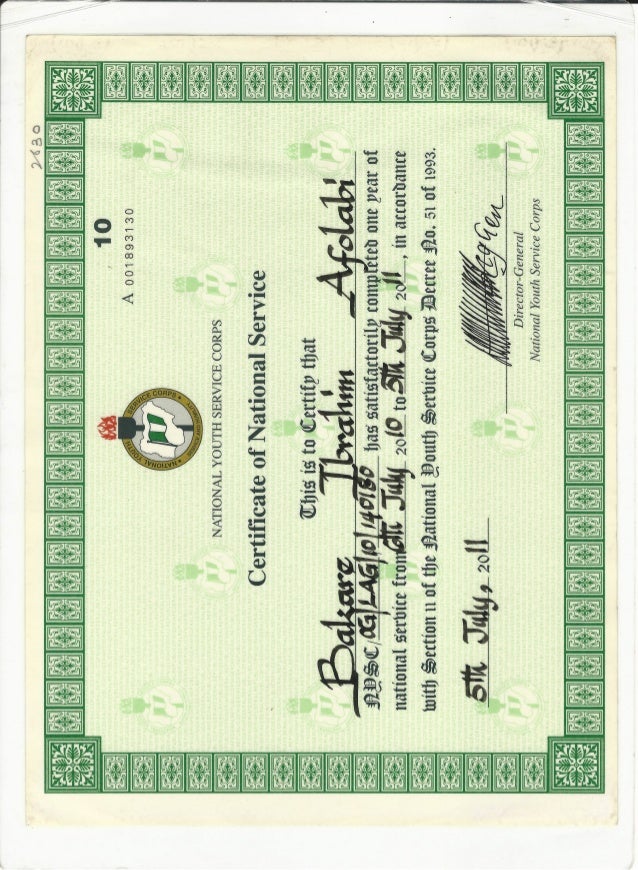 2630
10
A 001893130
NATIONAL YOUTH SERVICE CORPS
Certificate of National Service
This is to Certify that
Bakare Ibrahim Afolabi
NYSC/OG/LAG/10/140180 has satisfactorily completed one year of
national service from 6th July 2010 to 5th July 2011, in accordance
with Section 11 of the National Youth Service Corps Decree No. 51 of 1993.
5th July, 2011
Director-General
National Youth Service Corps